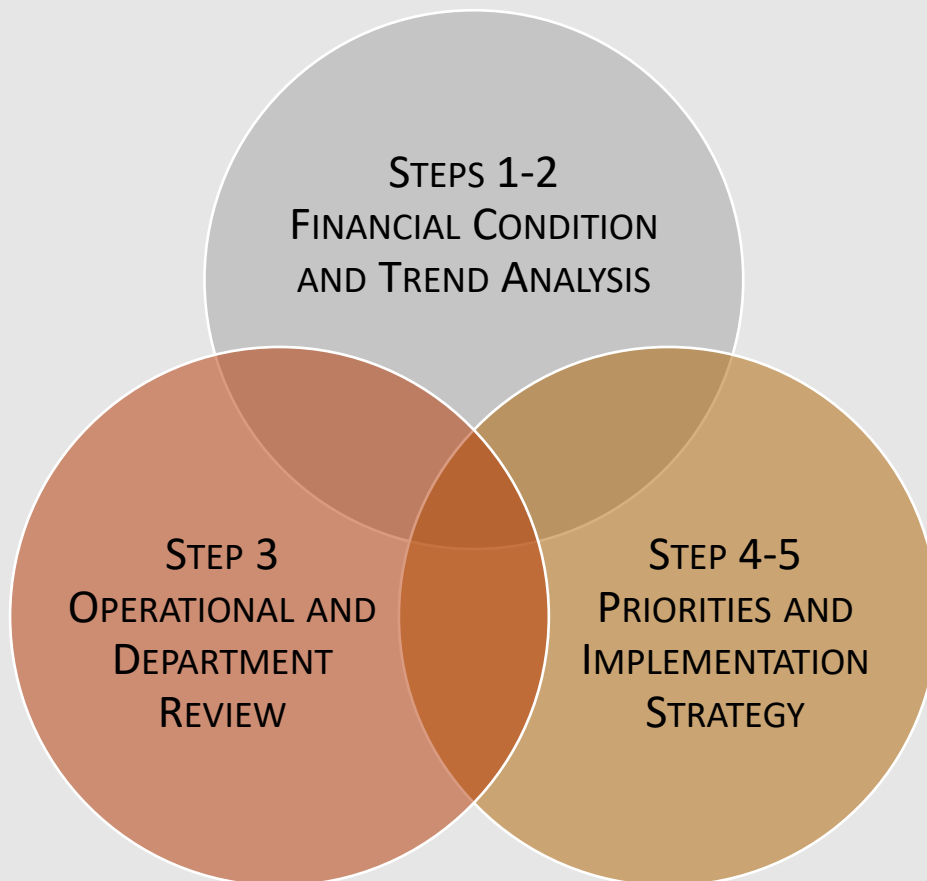 STEPS 1-2
FINANCIAL CONDITION
AND TREND ANALYSIS
STEP 3
OPERATIONAL AND
DEPARTMENT
REVIEW
STEP 4-5
PRIORITIES AND
IMPLEMENTATION
STRATEGY